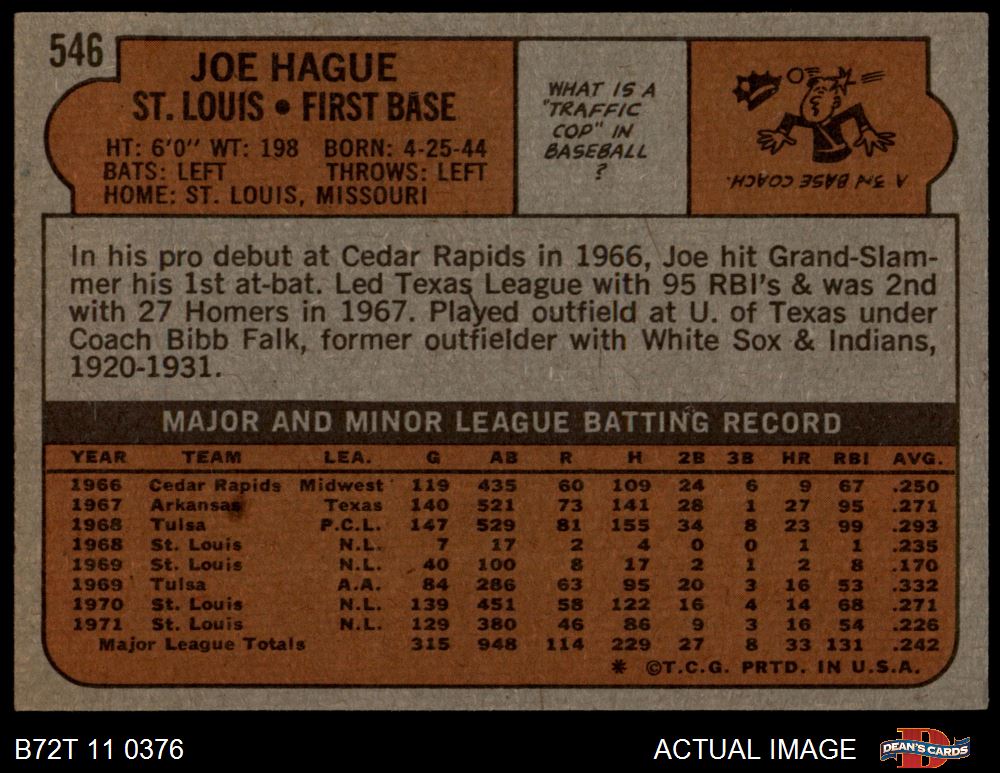 546
JOE HAGUE
ST. LOUIS • FIRST BASE
HT: 6'0" WT: 198 BORN: 4-25-44
BATS: LEFT THROWS: LEFT
HOME: ST. LOUIS, MISSOURI
WHAT IS A
"TRAFFIC
COP" IN
BASEBALL
?
A 3RD BASE COACH.
In his pro debut at Cedar Rapids in 1966, Joe hit Grand-Slam-
mer his 1st at-bat. Led Texas League with 95 RBI's & was 2nd
with 27 Homers in 1967. Played outfield at U. of Texas under
Coach Bibb Falk, former outfielder with White Sox & Indians,
1920-1931.
MAJOR AND MINOR LEAGUE BATTING RECORD
YEAR TEAM LEA. G AB R H 2B 3B HR RBI AVG.
1966 Cedar Rapids Midwest 119 435 60 109 24 6 9 67 .250
1967 Arkansas Texas 140 521 73 141 28 1 27 95 .271
1968 Tulsa P.C.L. 147 529 81 155 34 8 23 99 .293
1968 St. Louis N.L. 7 17 2 4 0 0 1 1 .235
1969 St. Louis N.L. 40 100 8 17 2 1 2 8 .170
1969 Tulsa A.A. 84 286 63 95 20 3 16 53 .332
1970 St. Louis N.L. 139 451 58 122 16 4 14 68 .271
1971 St. Louis N.L. 129 380 46 86 9 3 16 54 .226
Major League Totals 315 948 114 229 27 8 33 131 .242
* ©T.C.G. PRTD. IN U.S.A.
B72T 11 0376
ACTUAL IMAGE
DEAN'S CARDS